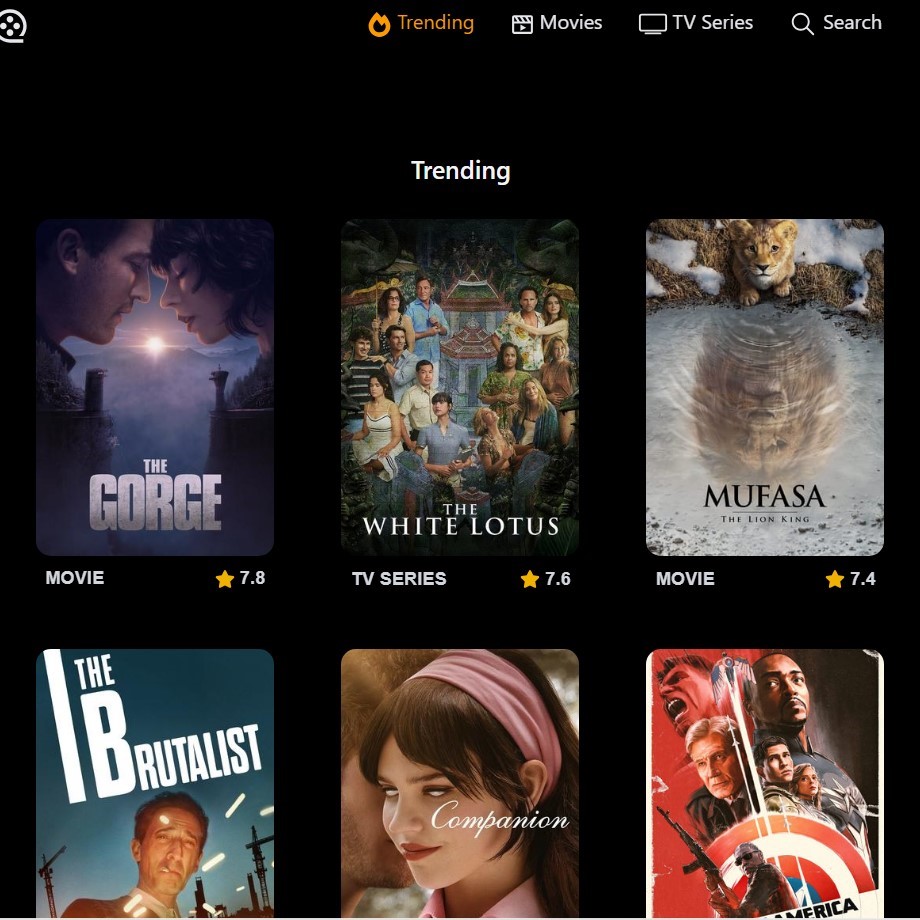 Trending Movies TV Series Search
Trending
THE
GORGE
THE
WHITE LOTUS
MUFASA
THE LION KING
MOVIE 7.8
TV SERIES 7.6
MOVIE 7.4
THE
BRUTALIST
Companion
AMERICA